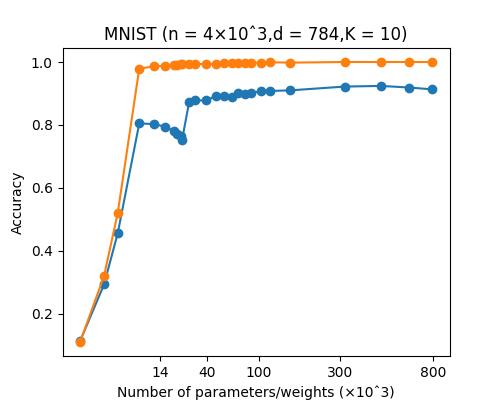 MNIST (n = 4×10ˆ3,d = 784,K = 10)
1.0
0.8
0.6
0.4
0.2
Accuracy
14 40 100 300 800
Number of parameters/weights (×10ˆ3)